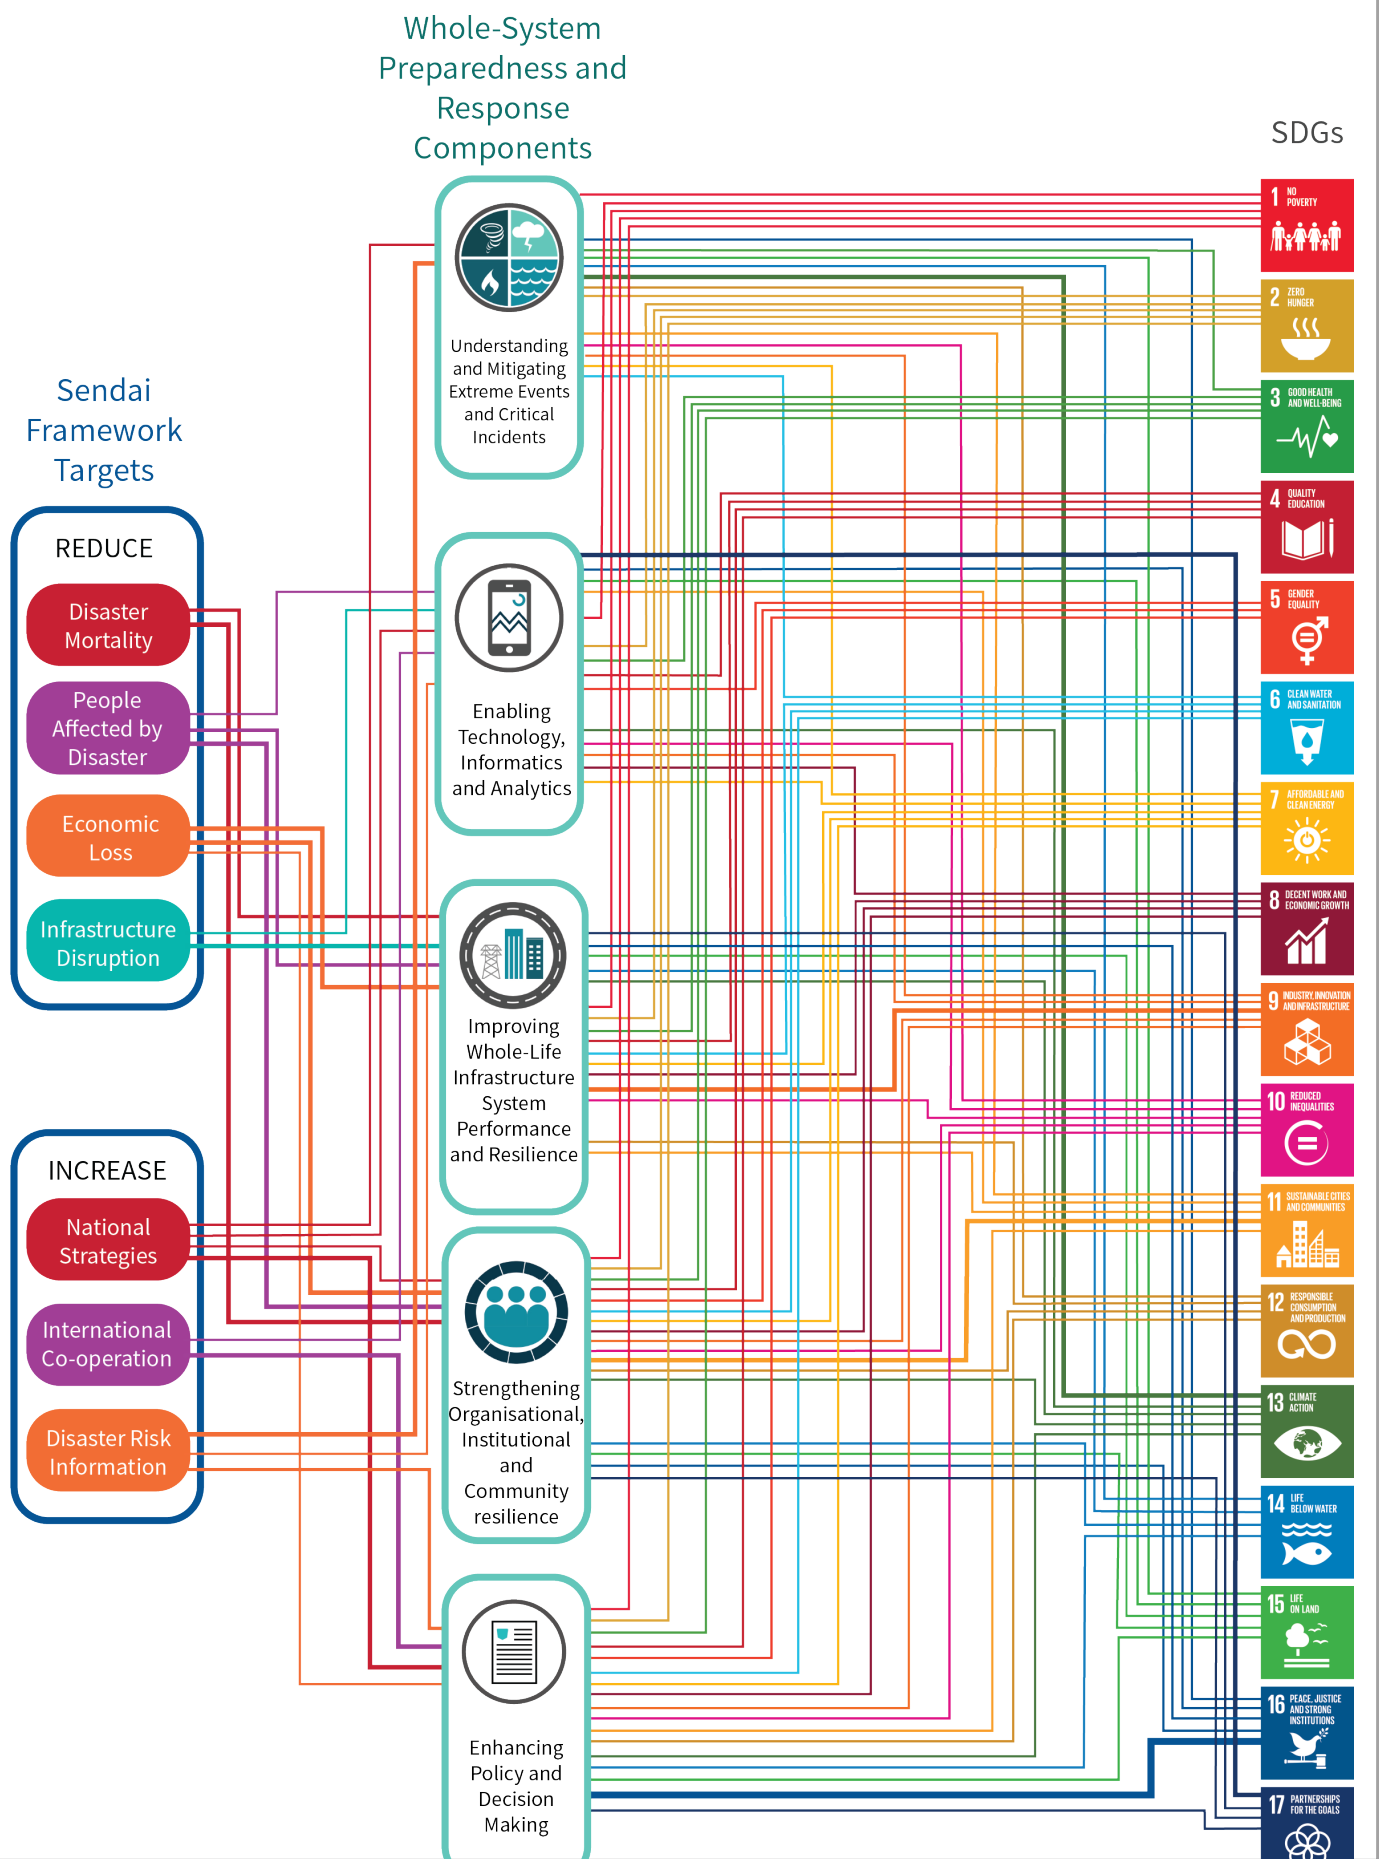 Whole-System
Preparedness and
Response
Components
SDGs
Sendai
Framework
Targets
REDUCE
Disaster
Mortality
People
Affected by
Disaster
Economic
Loss
Infrastructure
Disruption
INCREASE
National
Strategies
International
Co-operation
Disaster Risk
Information
Understanding
and Mitigating
Extreme Events
and Critical
Incidents
Enabling
Technology,
Informatics
and Analytics
Improving
Whole-Life
Infrastructure
System
Performance
and Resilience
Strengthening
Organisational,
Institutional
and
Community
resilience
Enhancing
Policy and
Decision
Making
1 NO
POVERTY
2 ZERO
HUNGER
3 GOOD HEALTH
AND WELL-BEING
4 QUALITY
EDUCATION
5 GENDER
EQUALITY
6 CLEAN WATER
AND SANITATION
7 AFFORDABLE AND
CLEAN ENERGY
8 DECENT WORK AND
ECONOMIC GROWTH
9 INDUSTRY, INNOVATION
AND INFRASTRUCTURE
10 REDUCED
INEQUALITIES
11 SUSTAINABLE CITIES
AND COMMUNITIES
12 RESPONSIBLE
CONSUMPTION
AND PRODUCTION
13 CLIMATE
ACTION
14 LIFE
BELOW WATER
15 LIFE
ON LAND
16 PEACE, JUSTICE
AND STRONG
INSTITUTIONS
17 PARTNERSHIPS
FOR THE GOALS